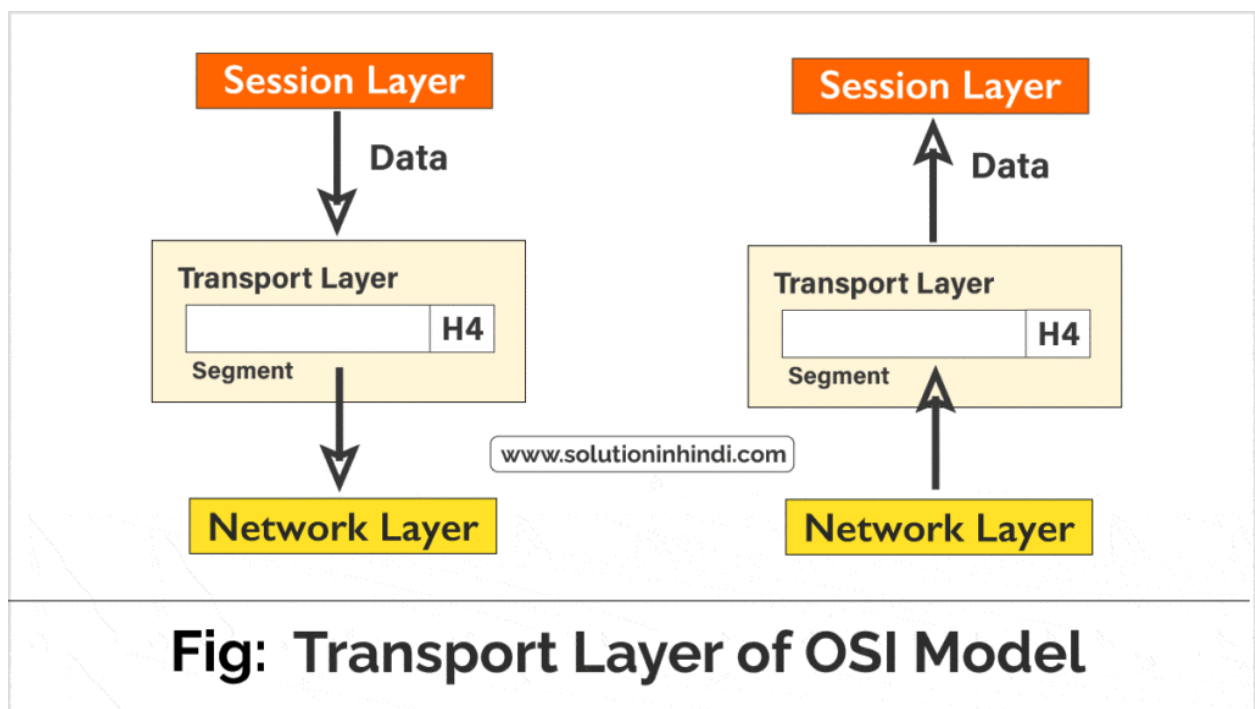 Session Layer
Data
Transport Layer
H4
Segment
Network Layer
Session Layer
Data
Transport Layer
H4
Segment
Network Layer
www.solutioninhindi.com
Fig: Transport Layer of OSI Model